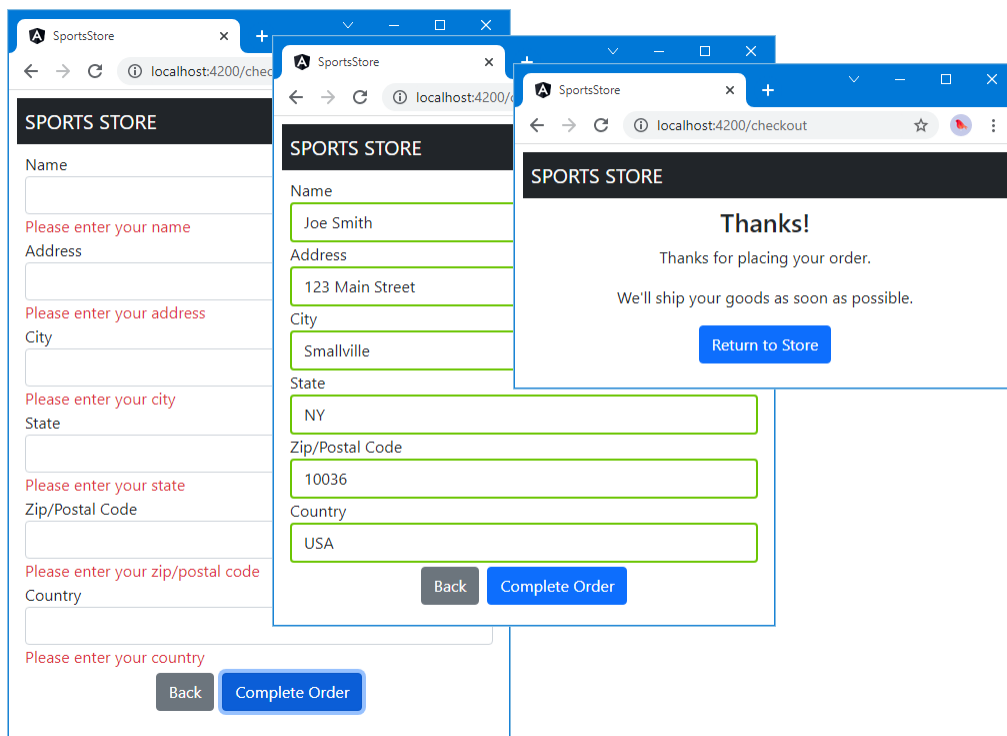 SportsStore
localhost:4200/chec
SPORTS STORE
Name
Please enter your name
Address
Please enter your address
City
Please enter your city
State
Please enter your state
Zip/Postal Code
Please enter your zip/postal code
Country
Please enter your country
Back
Complete Order
SportsStore
localhost:4200/
SPORTS STORE
Name
Joe Smith
Address
123 Main Street
City
Smallville
State
NY
Zip/Postal Code
10036
Country
USA
Back
Complete Order
SportsStore
localhost:4200/checkout
SPORTS STORE
Thanks!
Thanks for placing your order.
We'll ship your goods as soon as possible.
Return to Store